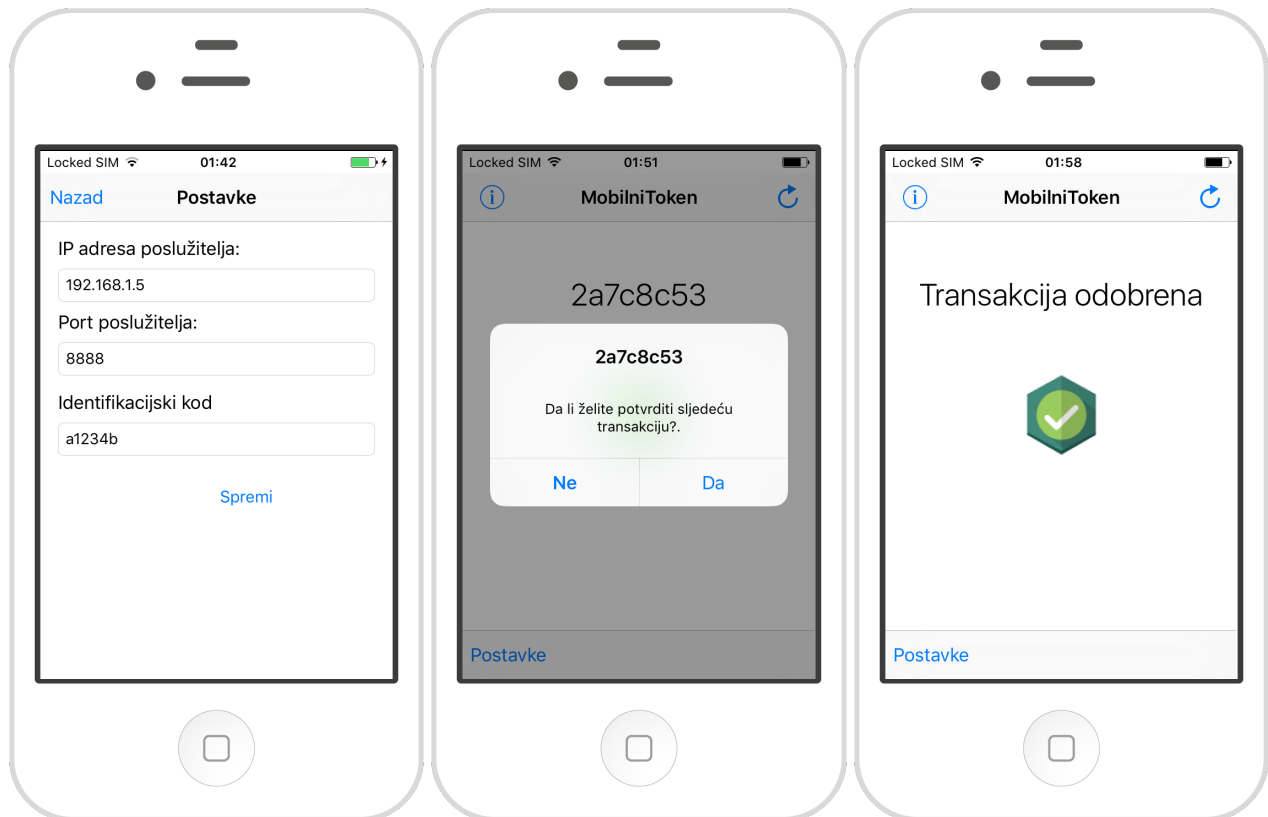 Locked SIM 01:42
Nazad Postavke
IP adresa poslužitelja:
192.168.1.5
Port poslužitelja:
8888
Identifikacijski kod
a1234b
Spremi
Locked SIM 01:51
i MobilniToken
2a7c8c53
2a7c8c53
Da li želite potvrditi sljedeću
transakciju?.
Ne Da
Postavke
Locked SIM 01:58
i MobilniToken
Transakcija odobrena
Postavke